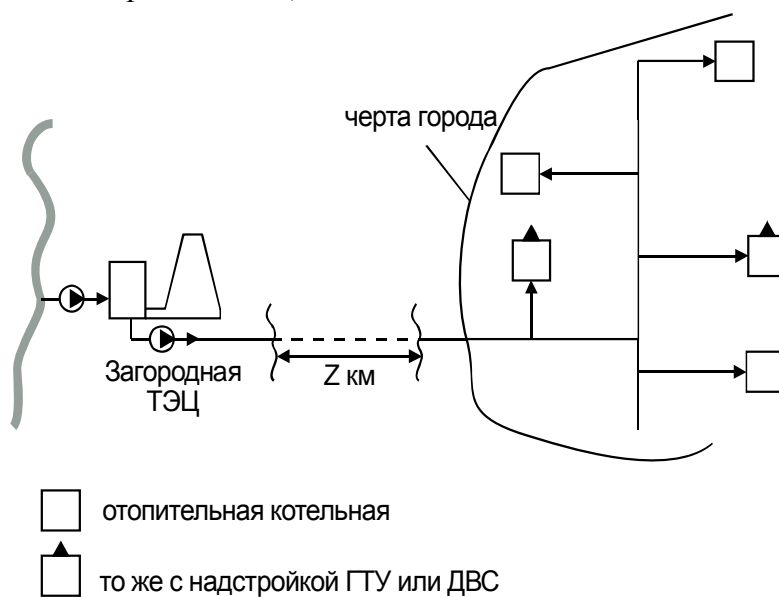 черта города
Загородная
ТЭЦ
Z км
отопительная котельная
то же с надстройкой ГТУ или ДВС